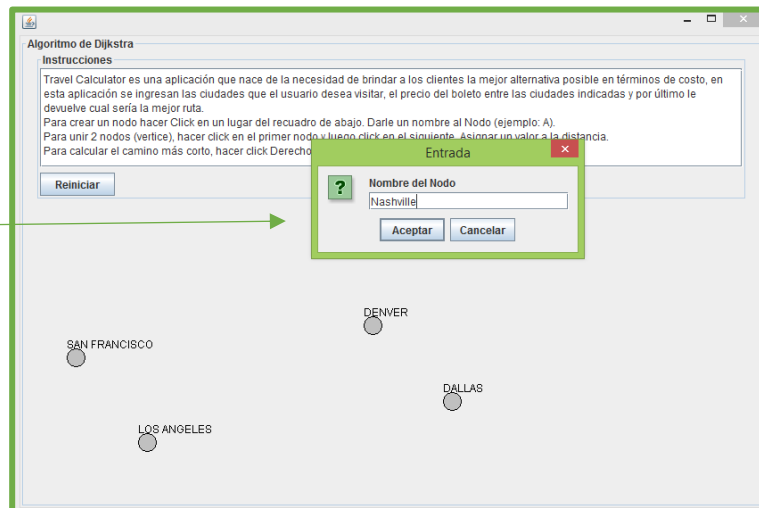 Algoritmo de Dijkstra
Instrucciones
Travel Calculator es una aplicación que nace de la necesidad de brindar a los clientes la mejor alternativa posible en términos de costo, en
esta aplicación se ingresan las ciudades que el usuario desea visitar, el precio del boleto entre las ciudades indicadas y por último le
devuelve cual sería la mejor ruta.
Para crear un nodo hacer Click en un lugar del recuadro de abajo. Darle un nombre al Nodo (ejemplo: A).
Para unir 2 nodos (vertice), hacer click en el primer nodo y luego click en el siguiente. Asignar un valor a la distancia.
Para calcular el camino más corto, hacer click Derecho
Entrada
Reiniciar
Nombre del Nodo
Nashville
Aceptar Cancelar
DENVER
SAN FRANCISCO
DALLAS
LOS ANGELES